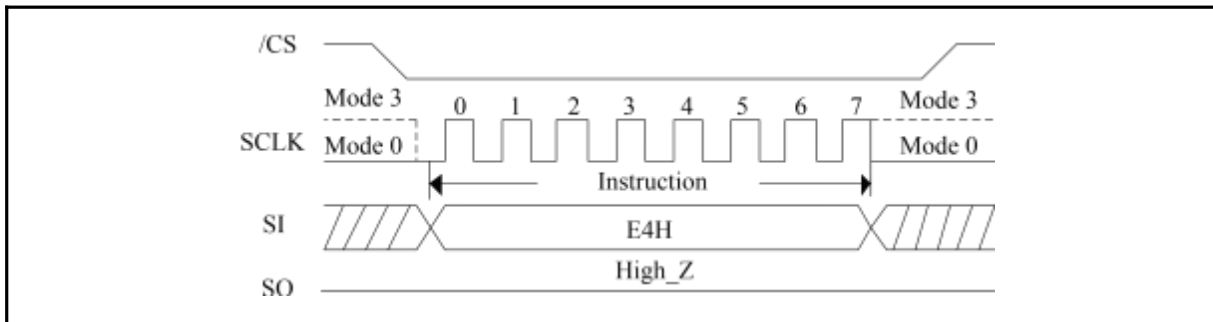 /CS
Mode 3 0 1 2 3 4 5 6 7 Mode 3
SCLK Mode 0 Mode 0
Instruction
SI E4H
High_Z
SO